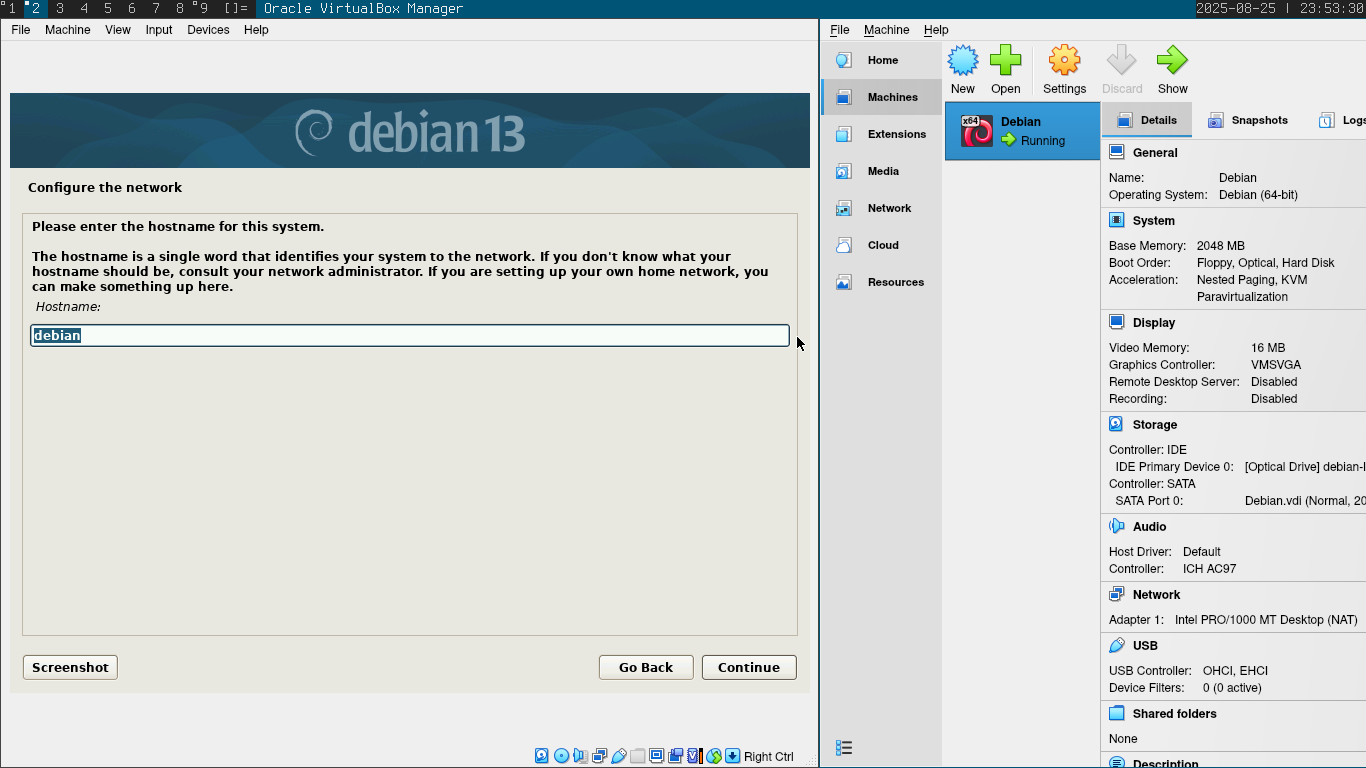 1 2 3 4 5 6 7 8 9 []= Oracle VirtualBox Manager 2025-08-25 | 23:53:30
File Machine View Input Devices Help
debian 13
Configure the network
Please enter the hostname for this system.
The hostname is a single word that identifies your system to the network. If you don't know what your
hostname should be, consult your network administrator. If you are setting up your own home network, you
can make something up here.
Hostname:
debian
Screenshot Go Back Continue
Right Ctrl
File Machine Help
Home
Machines
Extensions
Media
Network
Cloud
Resources
New Open Settings Discard Show
x64 Debian
Running
Details Snapshots Logs
General
Name: Debian
Operating System: Debian (64-bit)
System
Base Memory: 2048 MB
Boot Order: Floppy, Optical, Hard Disk
Acceleration: Nested Paging, KVM
Paravirtualization
Display
Video Memory: 16 MB
Graphics Controller: VMSVGA
Remote Desktop Server: Disabled
Recording: Disabled
Storage
Controller: IDE
IDE Primary Device 0: [Optical Drive] debian-
Controller: SATA
SATA Port 0: Debian.vdi (Normal, 20
Audio
Host Driver: Default
Controller: ICH AC97
Network
Adapter 1: Intel PRO/1000 MT Desktop (NAT)
USB
USB Controller: OHCI, EHCI
Device Filters: 0 (0 active)
Shared folders
None
Description